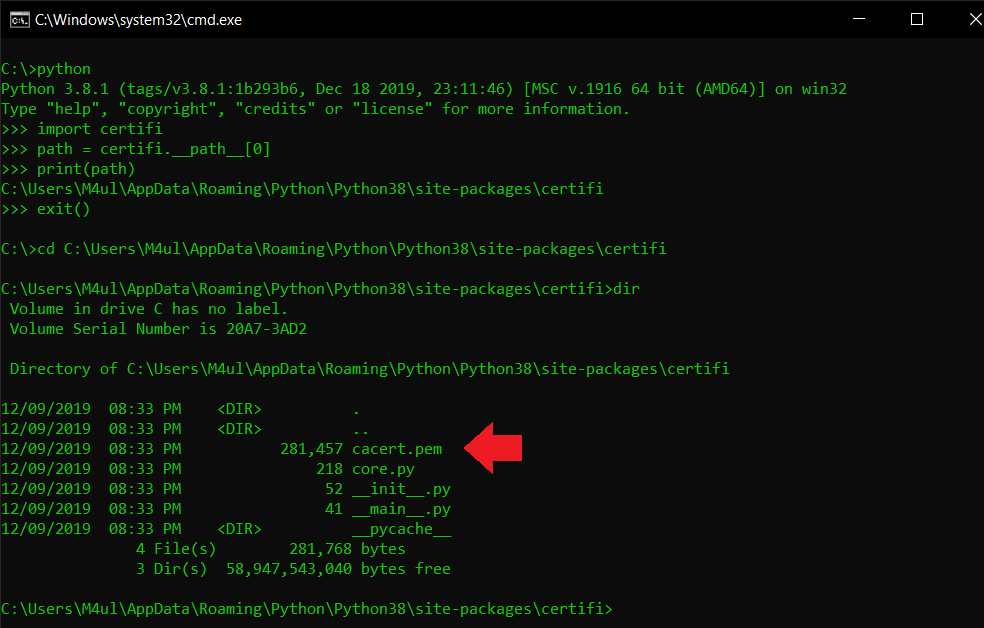 C:\Windows\system32\cmd.exe
C:\>python
Python 3.8.1 (tags/v3.8.1:1b293b6, Dec 18 2019, 23:11:46) [MSC v.1916 64 bit (AMD64)] on win32
Type "help", "copyright", "credits" or "license" for more information.
>>> import certifi
>>> path = certifi.__path__[0]
>>> print(path)
C:\Users\M4ul\AppData\Roaming\Python\Python38\site-packages\certifi
>>> exit()
C:\>cd C:\Users\M4ul\AppData\Roaming\Python\Python38\site-packages\certifi
C:\Users\M4ul\AppData\Roaming\Python\Python38\site-packages\certifi>dir
 Volume in drive C has no label.
 Volume Serial Number is 20A7-3AD2
 Directory of C:\Users\M4ul\AppData\Roaming\Python\Python38\site-packages\certifi
12/09/2019  08:33 PM    <DIR>          .
12/09/2019  08:33 PM    <DIR>          ..
12/09/2019  08:33 PM           281,457 cacert.pem
12/09/2019  08:33 PM               218 core.py
12/09/2019  08:33 PM                52 __init__.py
12/09/2019  08:33 PM                41 __main__.py
12/09/2019  08:33 PM    <DIR>          __pycache__
               4 File(s)        281,768 bytes
               3 Dir(s)  58,947,543,040 bytes free
C:\Users\M4ul\AppData\Roaming\Python\Python38\site-packages\certifi>